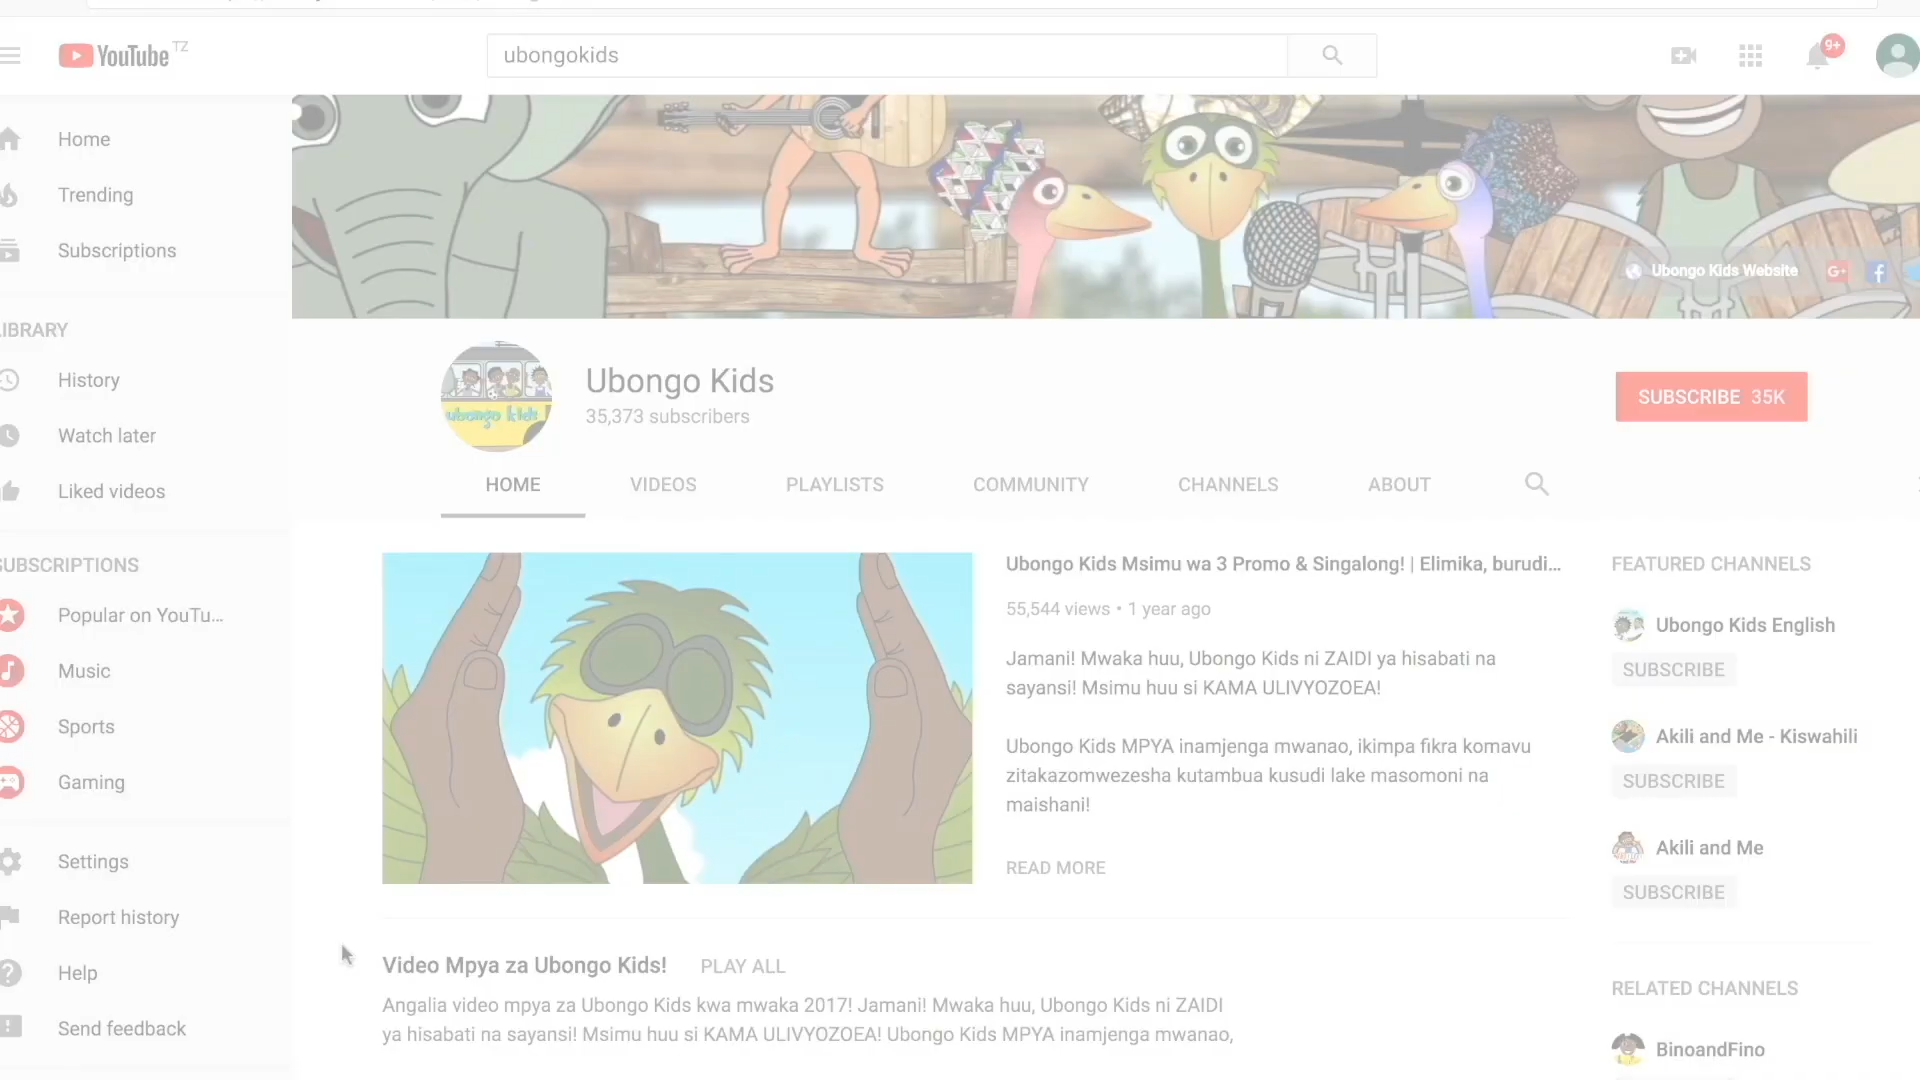 YouTube TZ
ubongokids
9+
Home
Trending
Subscriptions
LIBRARY
History
Watch later
Liked videos
SUBSCRIPTIONS
Popular on YouTu...
Music
Sports
Gaming
Settings
Report history
Help
Send feedback
Ubongo Kids Website
G+
f
ubongo kids
Ubongo Kids
35,373 subscribers
SUBSCRIBE 35K
HOME
VIDEOS
PLAYLISTS
COMMUNITY
CHANNELS
ABOUT
Ubongo Kids Msimu wa 3 Promo & Singalong! | Elimika, burudi...
55,544 views • 1 year ago
Jamani! Mwaka huu, Ubongo Kids ni ZAIDI ya hisabati na
sayansi! Msimu huu si KAMA ULIVYOZOEA!
Ubongo Kids MPYA inamjenga mwanao, ikimpa fikra komavu
zitakazomwezesha kutambua kusudi lake masomoni na
maishani!
READ MORE
Video Mpya za Ubongo Kids!
PLAY ALL
Angalia video mpya za Ubongo Kids kwa mwaka 2017! Jamani! Mwaka huu, Ubongo Kids ni ZAIDI
ya hisabati na sayansi! Msimu huu si KAMA ULIVYOZOEA! Ubongo Kids MPYA inamjenga mwanao,
FEATURED CHANNELS
Ubongo Kids English
SUBSCRIBE
Akili and Me - Kiswahili
SUBSCRIBE
Akili and Me
SUBSCRIBE
RELATED CHANNELS
BinoandFino